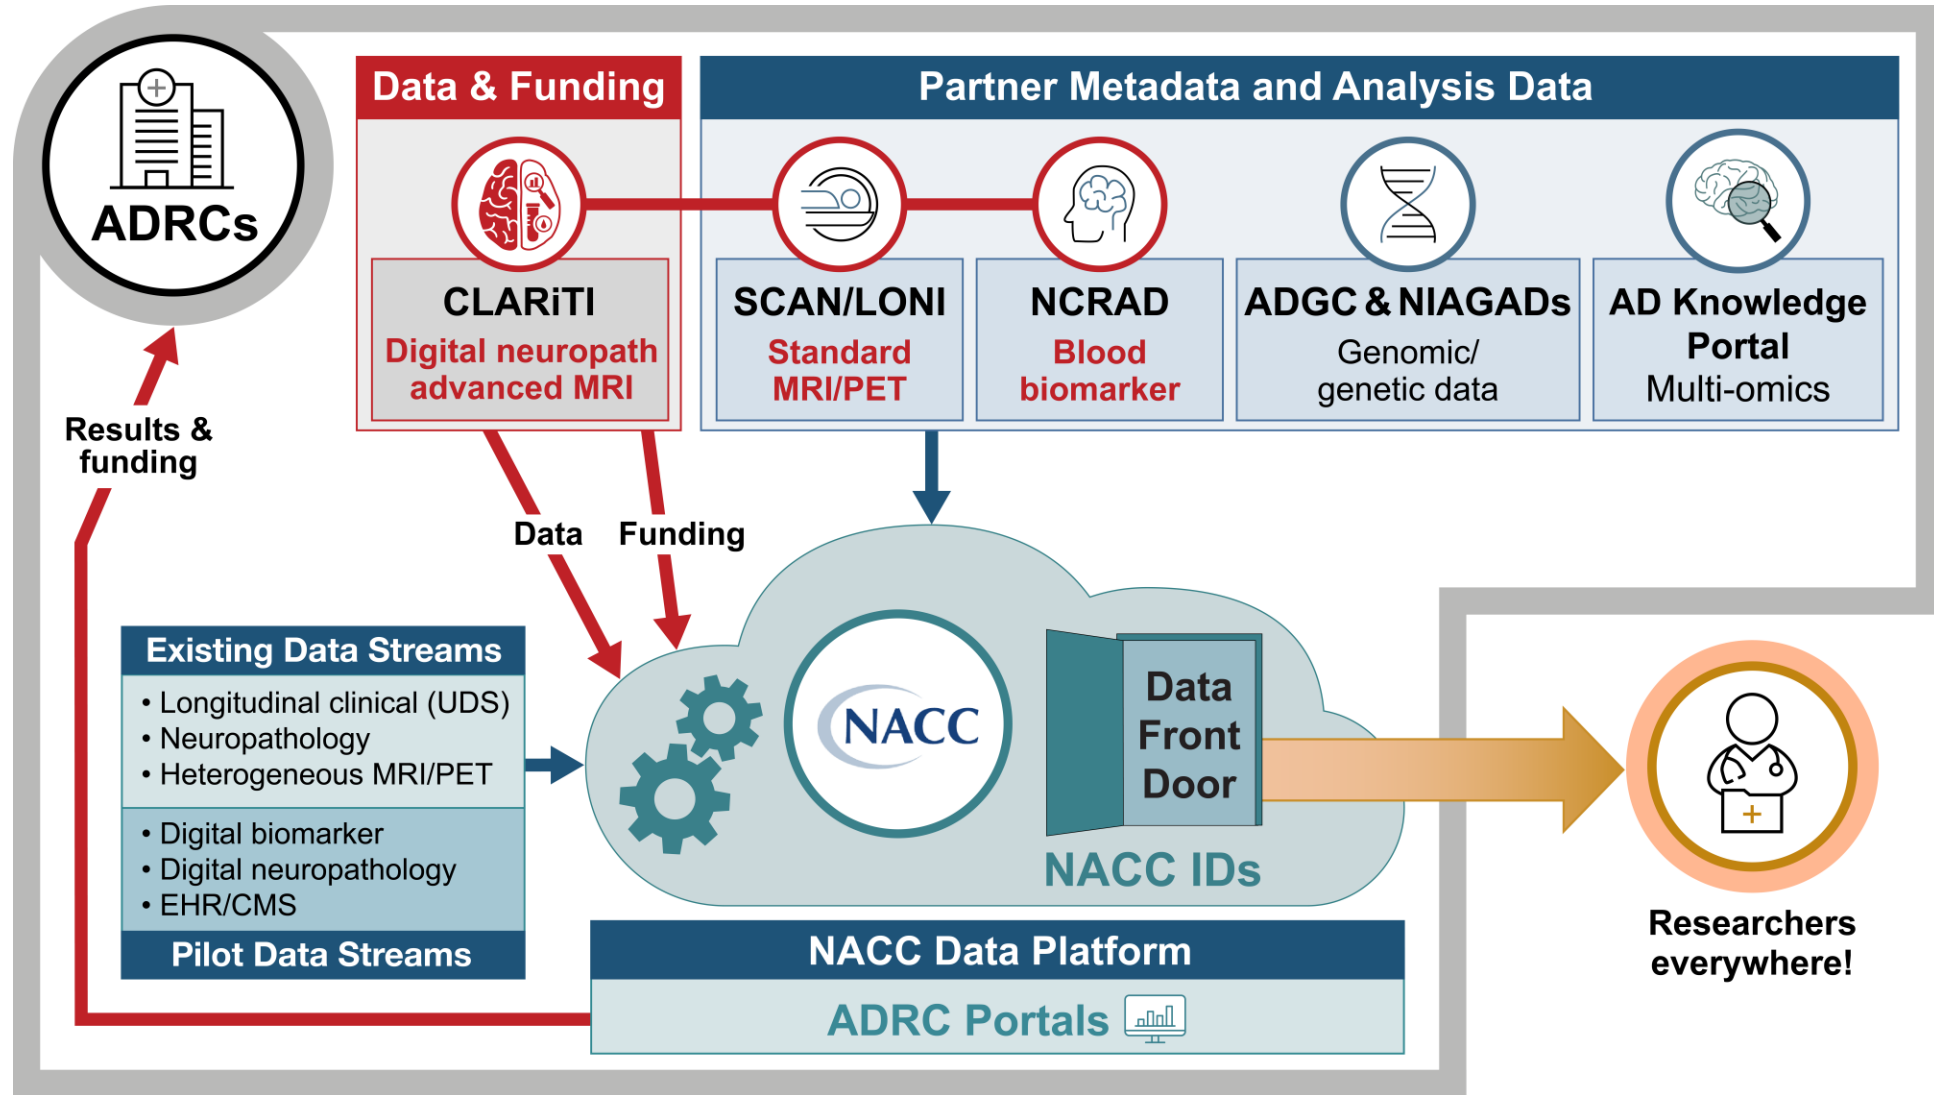 ADRCs
Data & Funding
CLARiTI
Digital neuropath
advanced MRI
Partner Metadata and Analysis Data
SCAN/LONI
Standard
MRI/PET
NCRAD
Blood
biomarker
ADGC & NIAGADs
Genomic/
genetic data
AD Knowledge
Portal
Multi-omics
Results &
funding
Data
Funding
Existing Data Streams
• Longitudinal clinical (UDS)
• Neuropathology
• Heterogeneous MRI/PET
• Digital biomarker
• Digital neuropathology
• EHR/CMS
Pilot Data Streams
NACC
Data
Front
Door
NACC IDs
NACC Data Platform
ADRC Portals
Researchers
everywhere!